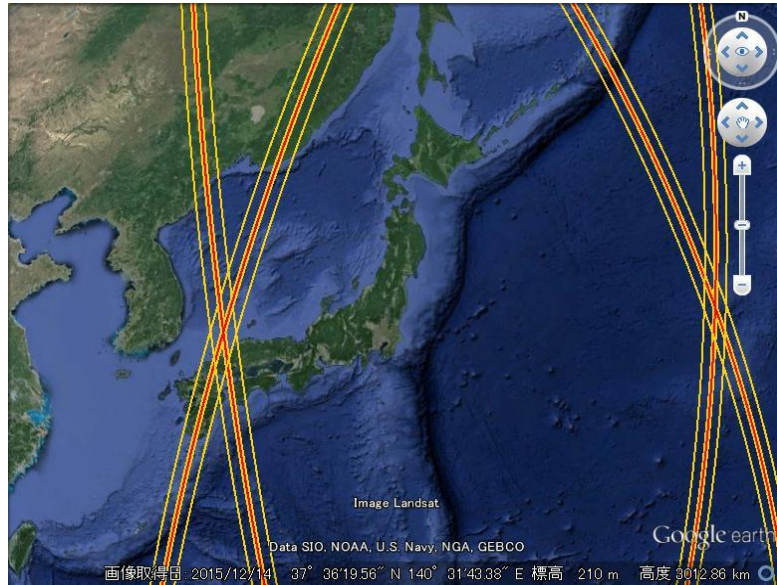 N
Image Landsat
Data SIO, NOAA, U.S. Navy, NGA, GEBCO
Google earth
画像取得日: 2015/12/14 37° 36'19.56" N 140° 31'43.38" E 標高 210 m 高度 3012.86 km